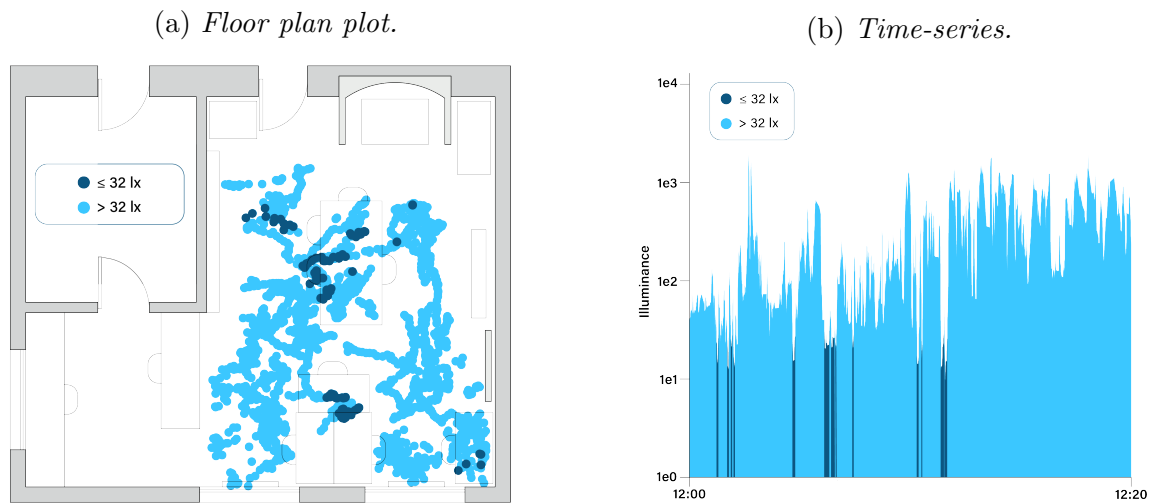 (a) Floor plan plot.
≤ 32 lx
> 32 lx
(b) Time-series.
1e4
≤ 32 lx
> 32 lx
1e3
Illuminance
1e2
1e1
1e0
12:00
12:20